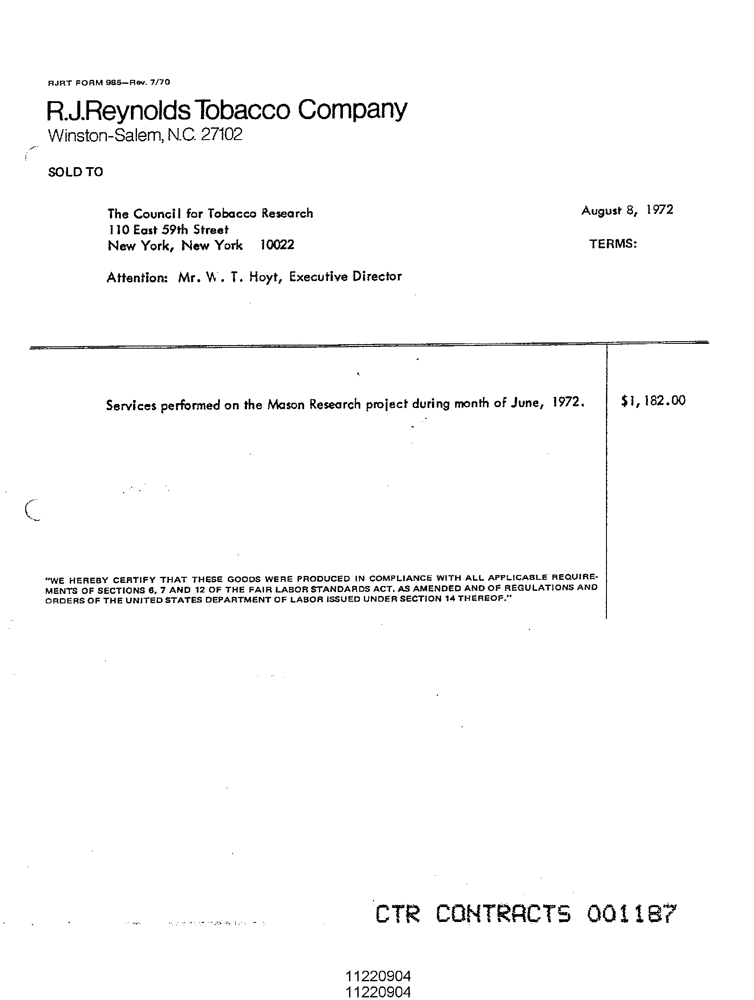 RJRT FORM 985—Rev. 7/70
R.J.Reynolds Tobacco Company
Winston-Salem, N.C. 27102
SOLD TO
The Council for Tobacco Research
110 East 59th Street
New York, New York 10022
Attention: Mr. W. T. Hoyt, Executive Director
August 8, 1972
TERMS:
Services performed on the Mason Research project during month of June, 1972. $1,182.00
"WE HEREBY CERTIFY THAT THESE GOODS WERE PRODUCED IN COMPLIANCE WITH ALL APPLICABLE REQUIRE-
MENTS OF SECTIONS 6, 7 AND 12 OF THE FAIR LABOR STANDARDS ACT, AS AMENDED AND OF REGULATIONS AND
ORDERS OF THE UNITED STATES DEPARTMENT OF LABOR ISSUED UNDER SECTION 14 THEREOF."
CTR CONTRACTS 001187
11220904
11220904